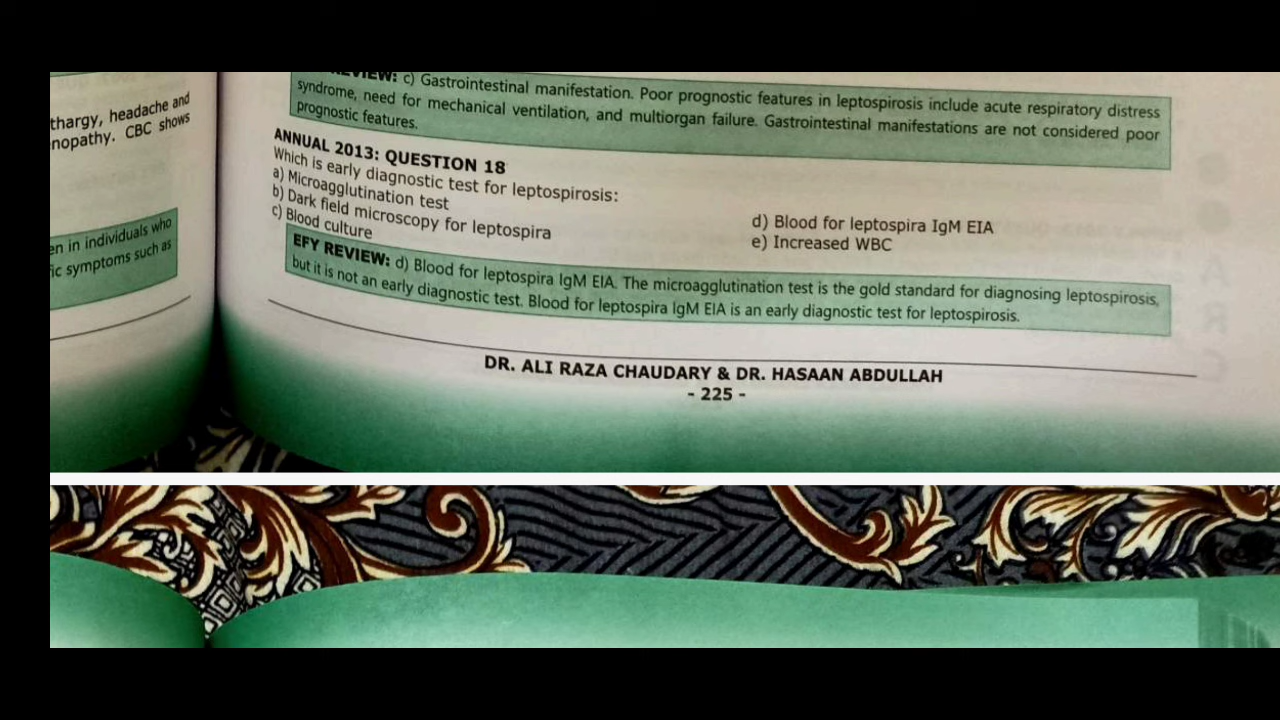 thargy, headache and
nopathy. CBC shows
en in individuals who
ic symptoms such as
REVIEW: c) Gastrointestinal manifestation. Poor prognostic features in leptospirosis include acute respiratory distress
syndrome, need for mechanical ventilation, and multiorgan failure. Gastrointestinal manifestations are not considered poor
prognostic features.
ANNUAL 2013: QUESTION 18
Which is early diagnostic test for leptospirosis:
a) Microagglutination test
b) Dark field microscopy for leptospira
c) Blood culture
d) Blood for leptospira IgM EIA
e) Increased WBC
EFY REVIEW: d) Blood for leptospira IgM EIA. The microagglutination test is the gold standard for diagnosing leptospirosis,
but it is not an early diagnostic test. Blood for leptospira IgM EIA is an early diagnostic test for leptospirosis.
DR. ALI RAZA CHAUDARY & DR. HASAAN ABDULLAH
- 225 -